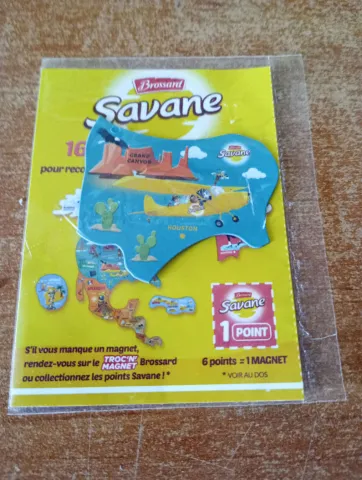 Brossard
Savane
16
pour reco
GRAND
CANYON
Savane
HOUSTON
Brossard
Savane
1 POINT
S'il vous manque un magnet,
rendez-vous sur le TROC'N' MAGNET Brossard
ou collectionnez les points Savane ! *
6 points = 1 MAGNET
* VOIR AU DOS